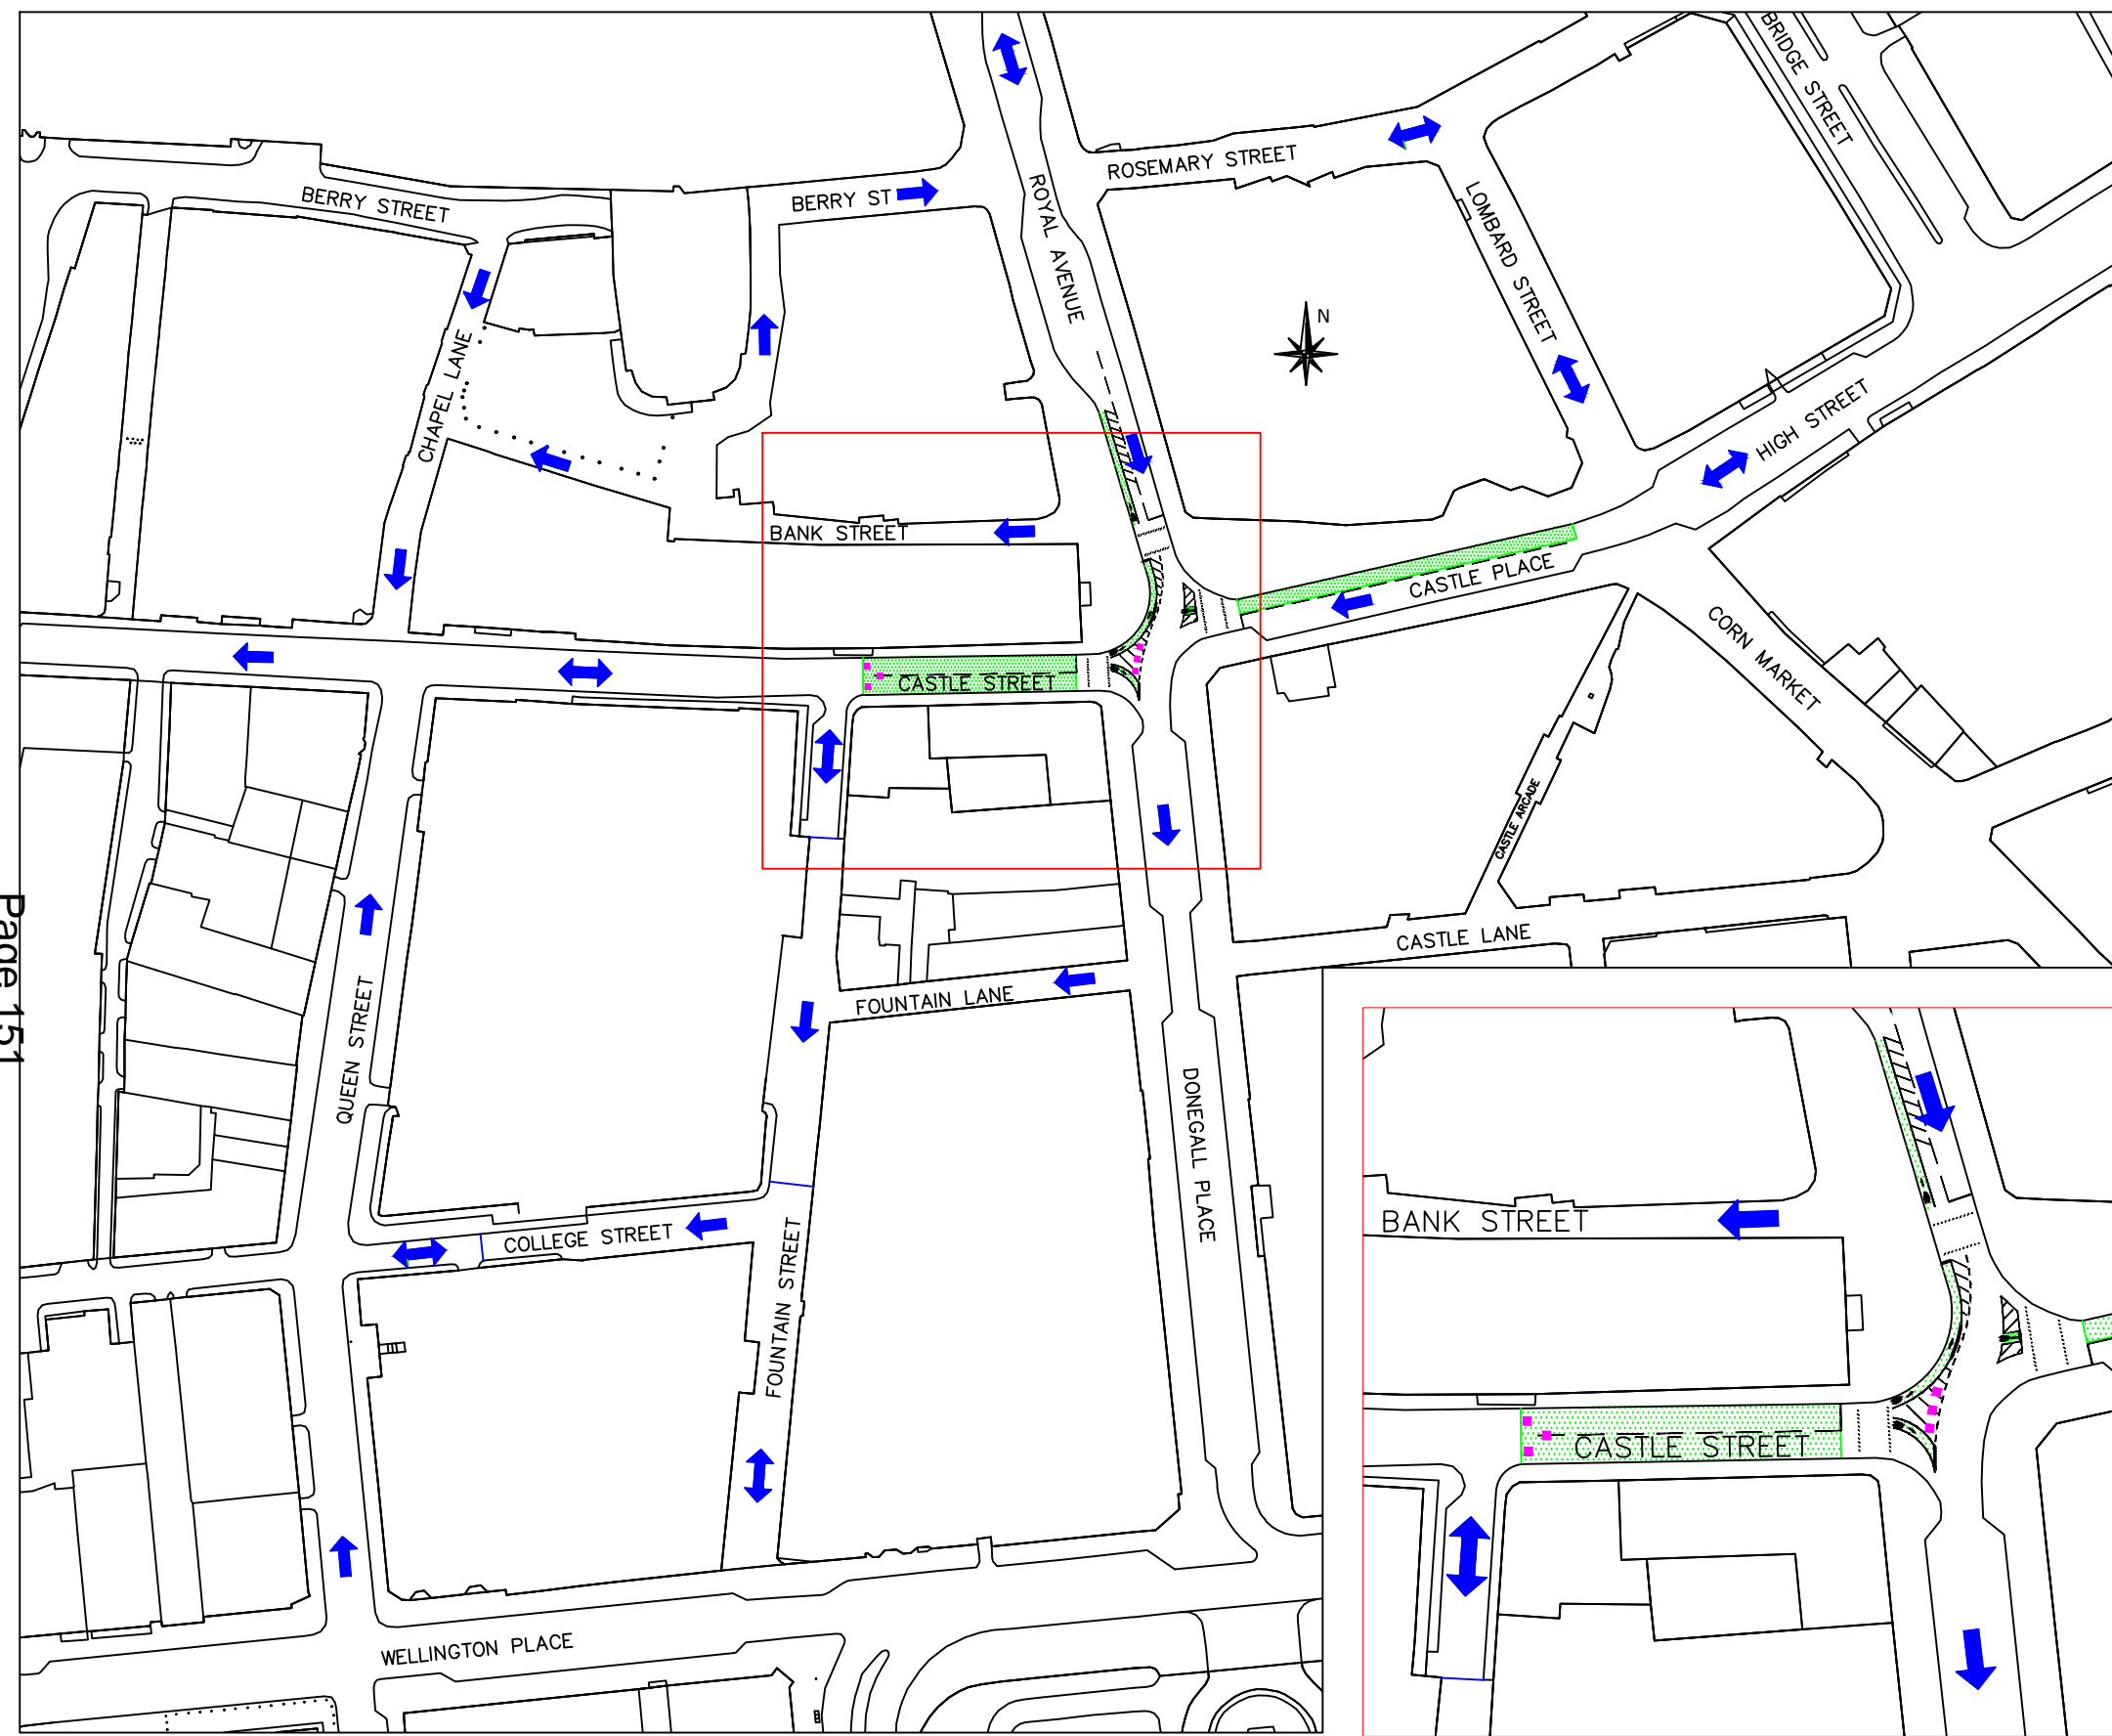 BRIDGE STREET
ROSEMARY STREET
BERRY STREET
BERRY ST
ROYAL AVENUE
LOMBARD STREET
N
CHAPEL LANE
HIGH STREET
BANK STREET
CASTLE PLACE
CASTLE STREET
CORN MARKET
CASTLE ARCADE
CASTLE LANE
Page 151
QUEEN STREET
FOUNTAIN LANE
DONEGALL PLACE
COLLEGE STREET
FOUNTAIN STREET
WELLINGTON PLACE
BANK STREET
CASTLE STREET